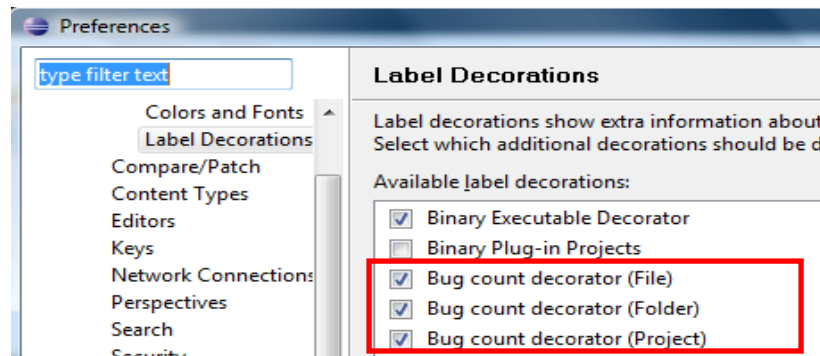 Preferences
type filter text
Colors and Fonts
Label Decorations
Compare/Patch
Content Types
Editors
Keys
Network Connections
Perspectives
Search
Security
Label Decorations
Label decorations show extra information about
Select which additional decorations should be d
Available label decorations:
Binary Executable Decorator
Binary Plug-in Projects
Bug count decorator (File)
Bug count decorator (Folder)
Bug count decorator (Project)